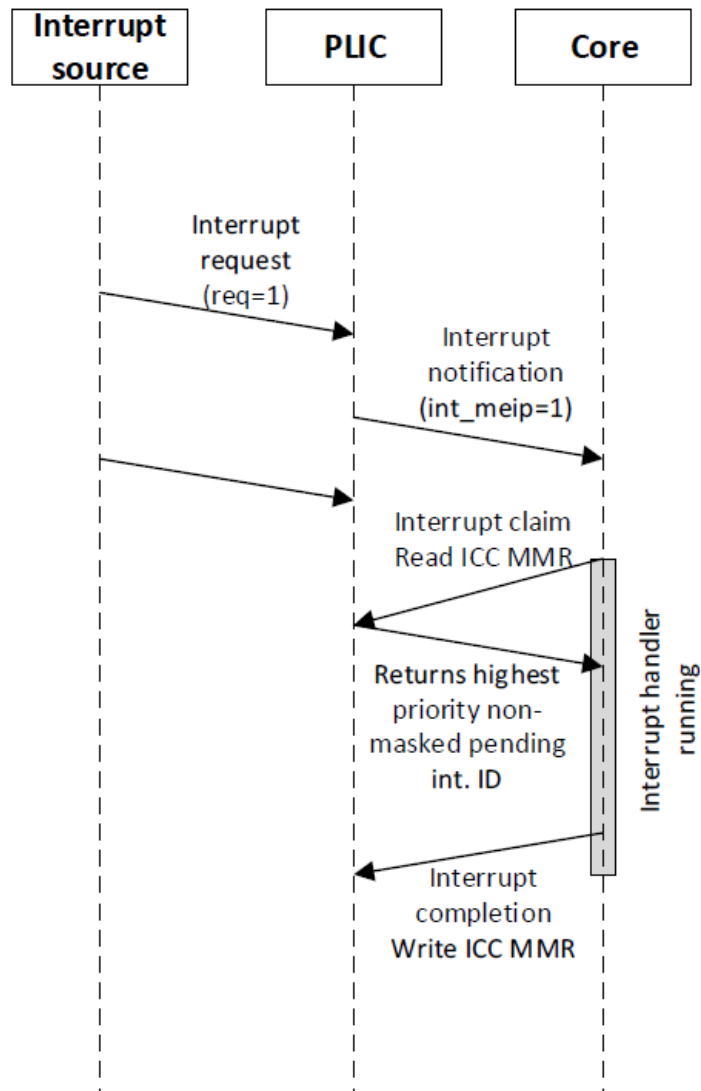 Interrupt
source
PLIC
Core
Interrupt
request
(req=1)
Interrupt
notification
(int_meip=1)
Interrupt claim
Read ICC MMR
Returns highest
priority non-
masked pending
int. ID
Interrupt handler
running
Interrupt
completion
Write ICC MMR